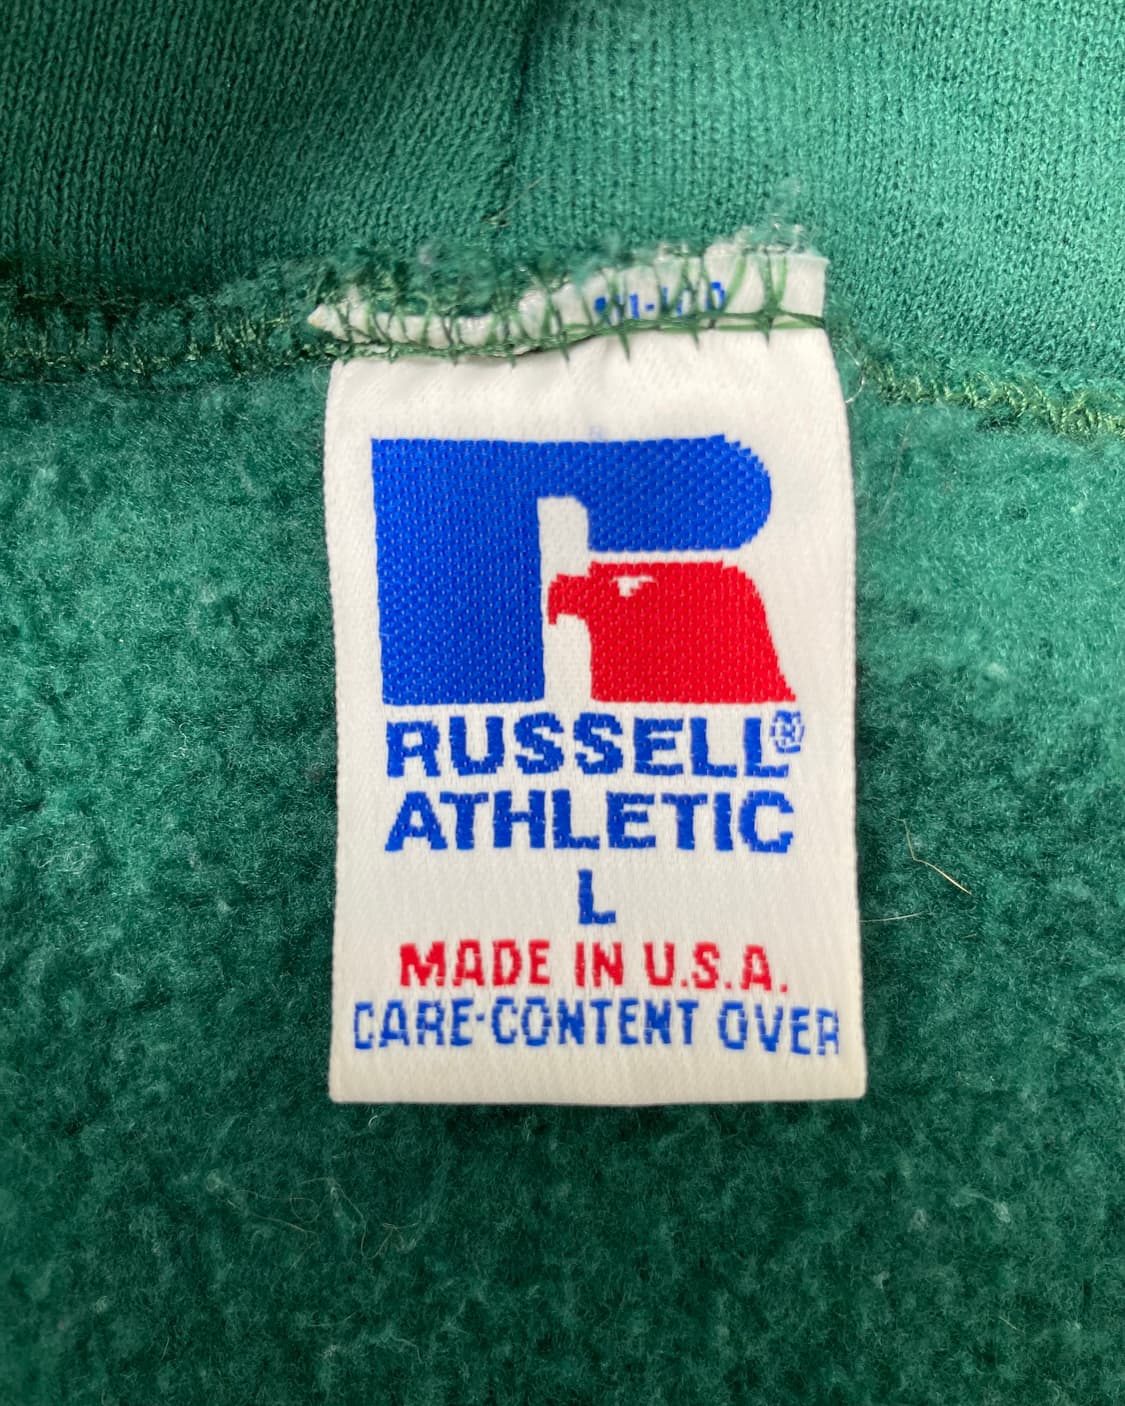 RUSSELL®
ATHLETIC
L
MADE IN U.S.A.
CARE-CONTENT OVER